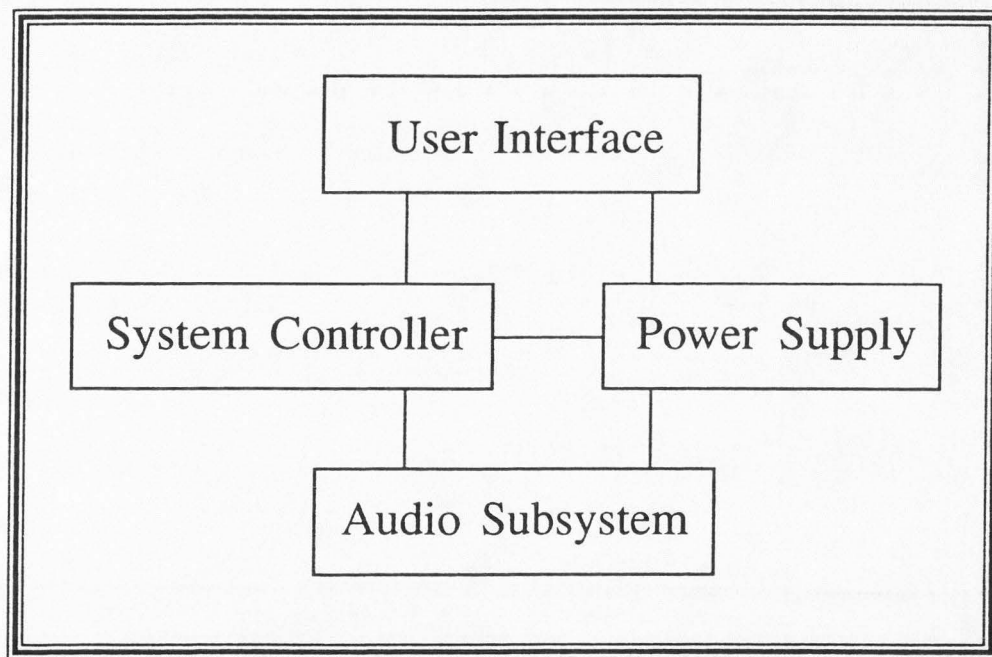 User Interface
System Controller
Power Supply
Audio Subsystem